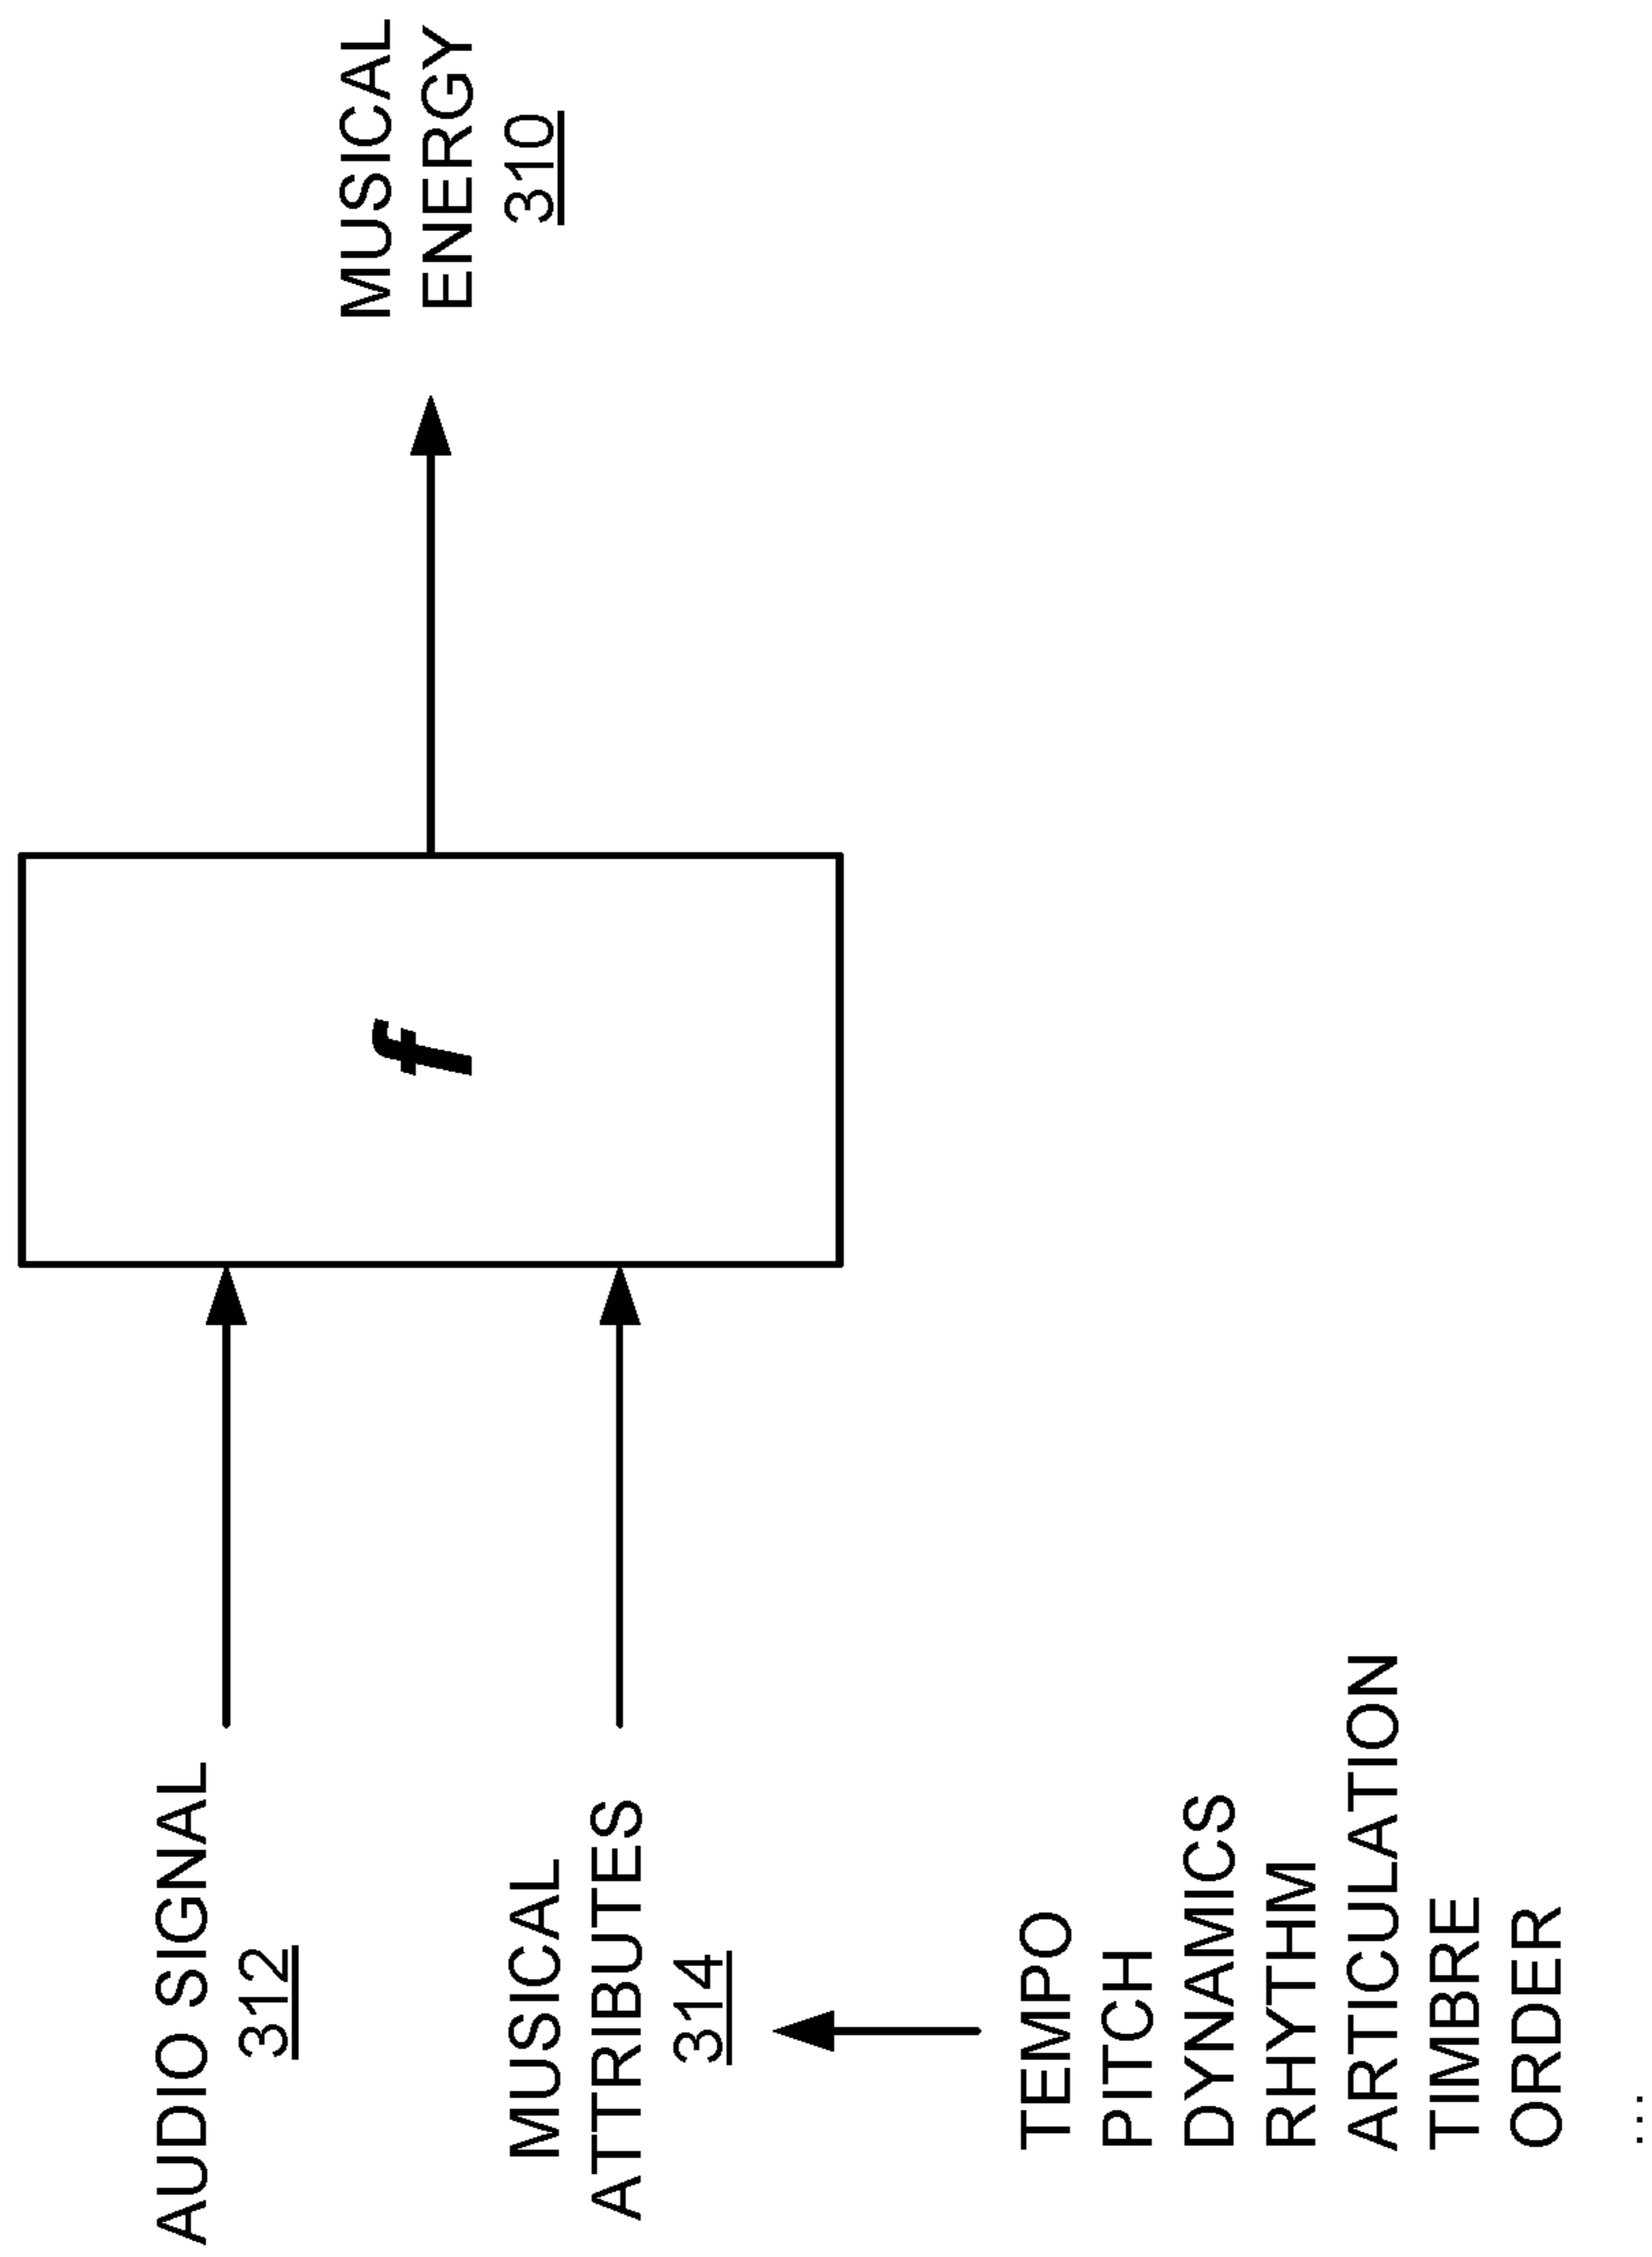 AUDIO SIGNAL
312
MUSICAL
ATTRIBUTES
314
TEMPO
PITCH
DYNAMICS
RHYTHM
ARTICULATION
TIMBRE
ORDER
...
f
MUSICAL
ENERGY
310